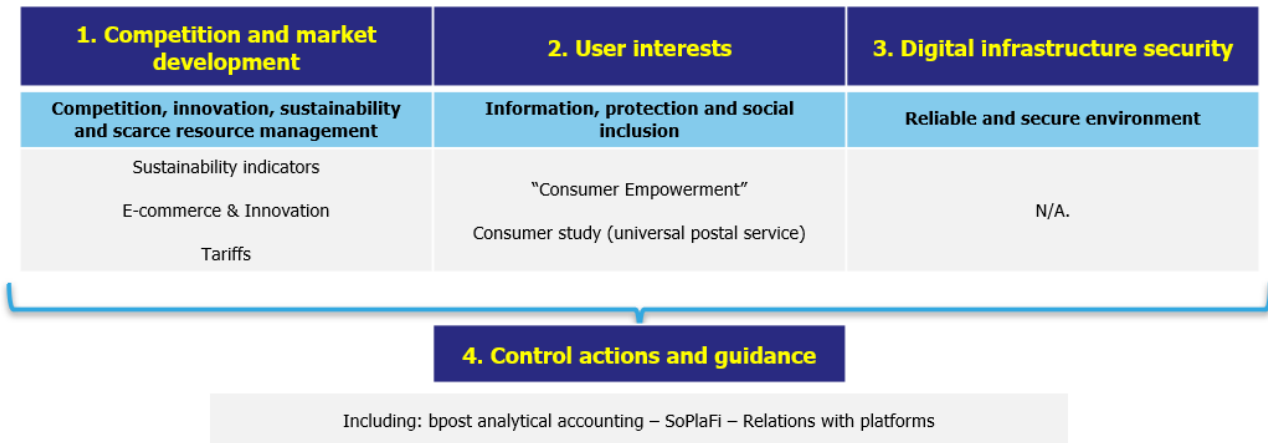 1. Competition and market
development
2. User interests
3. Digital infrastructure security
Competition, innovation, sustainability
and scarce resource management
Information, protection and social
inclusion
Reliable and secure environment
Sustainability indicators
E-commerce & Innovation
Tariffs
“Consumer Empowerment”
Consumer study (universal postal service)
N/A.
4. Control actions and guidance
Including: bpost analytical accounting – SoPlaFi – Relations with platforms